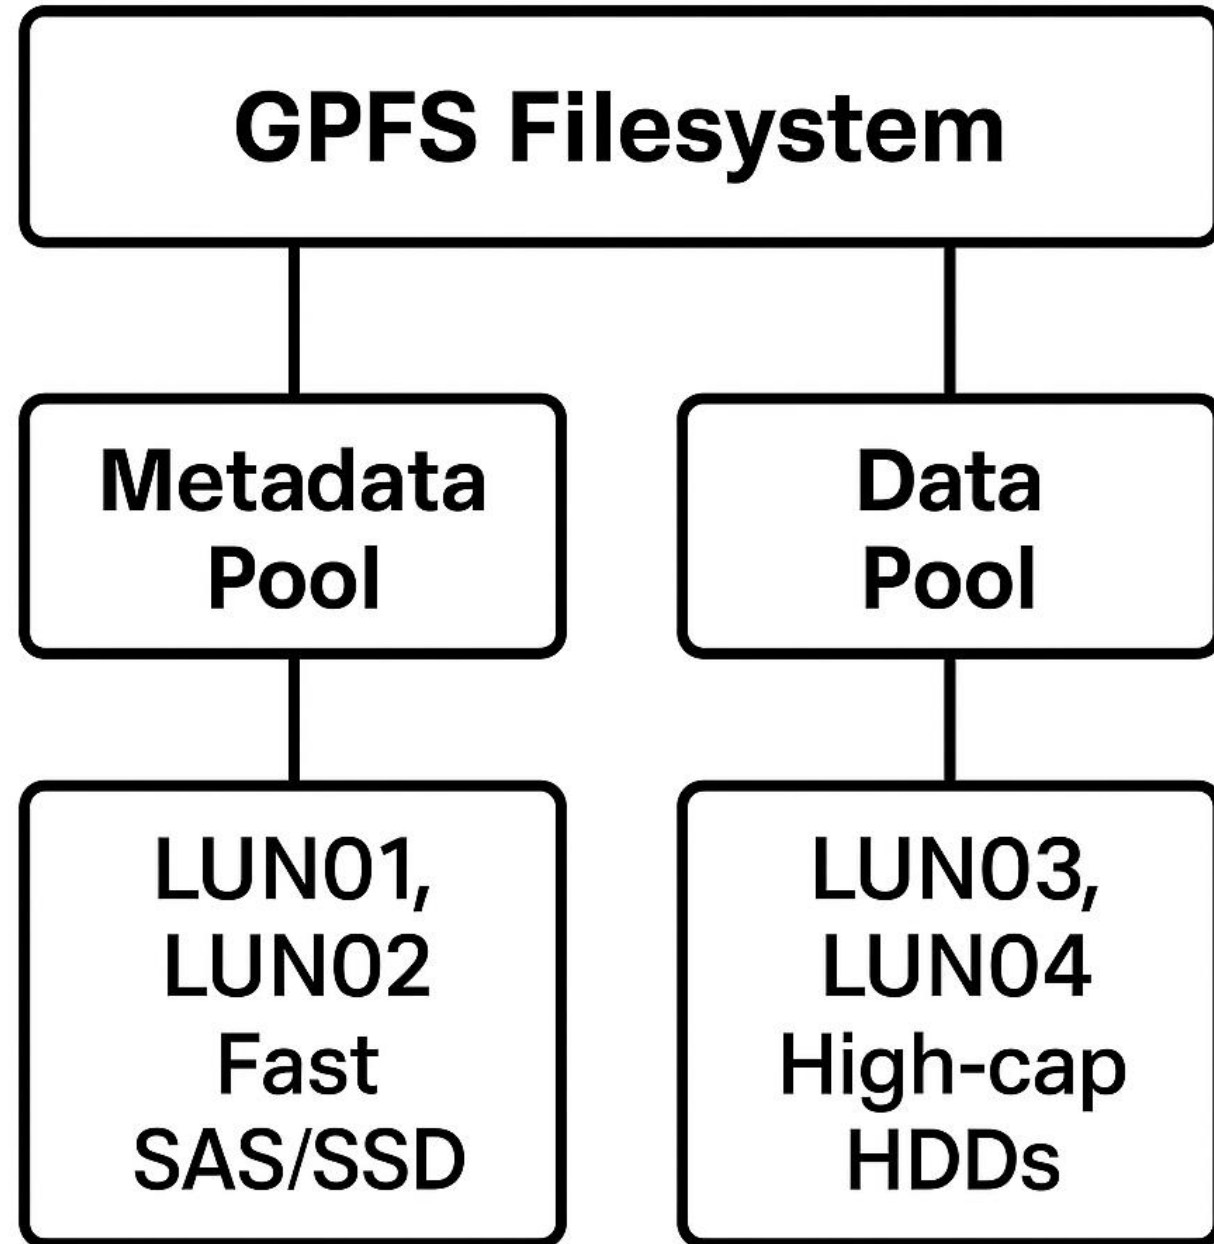 GPFS Filesystem
Metadata
Pool
Data
Pool
LUN01,
LUN02
Fast
SAS/SSD
LUN03,
LUN04
High-cap
HDDs